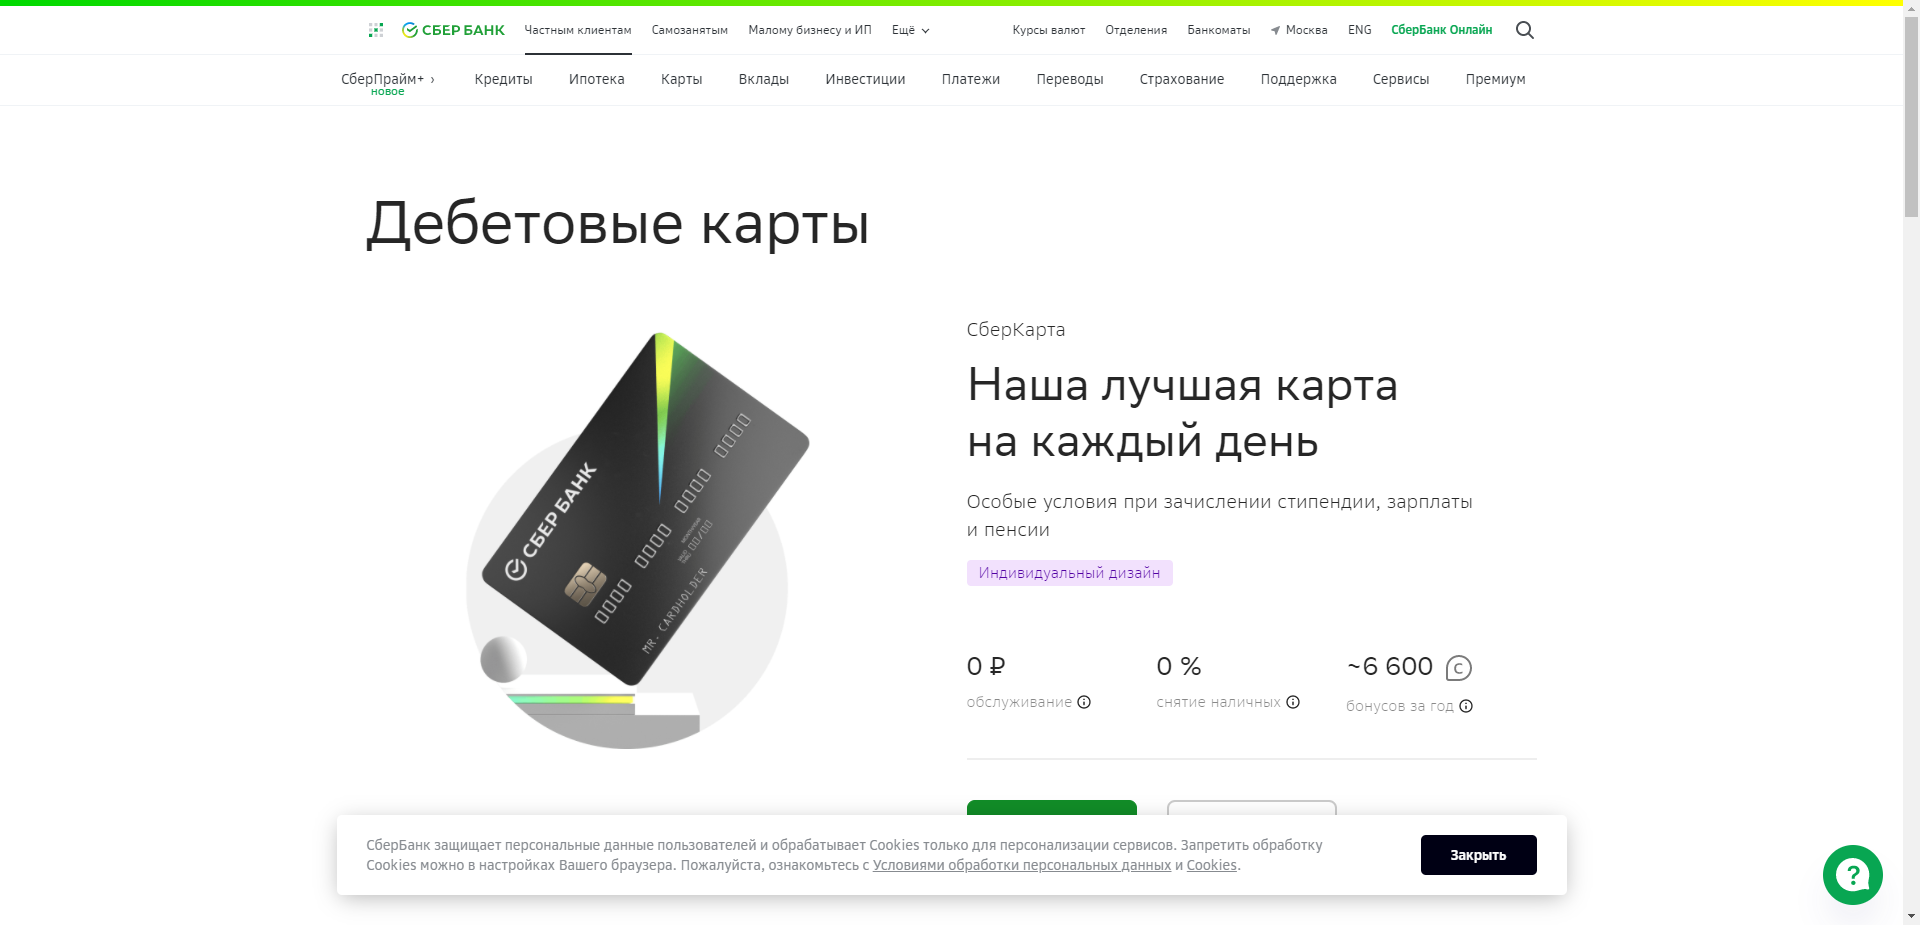 СБЕР БАНК
Частным клиентам
Самозанятым
Малому бизнесу и ИП
Ещё
Курсы валют
Отделения
Банкоматы
Москва
ENG
СберБанк Онлайн
СберПрайм+ ›
новое
Кредиты
Ипотека
Карты
Вклады
Инвестиции
Платежи
Переводы
Страхование
Поддержка
Сервисы
Премиум
Дебетовые карты
СБЕР БАНК
0000 0000 0000 0000
00/00
MR. CARDHOLDER
СберКарта
Наша лучшая карта
на каждый день
Особые условия при зачислении стипендии, зарплаты
и пенсии
Индивидуальный дизайн
0 ₽
обслуживание
0 %
снятие наличных
~6 600 С
бонусов за год
СберБанк защищает персональные данные пользователей и обрабатывает Cookies только для персонализации сервисов. Запретить обработку
Cookies можно в настройках Вашего браузера. Пожалуйста, ознакомьтесь с Условиями обработки персональных данных и Cookies.
Закрыть
?